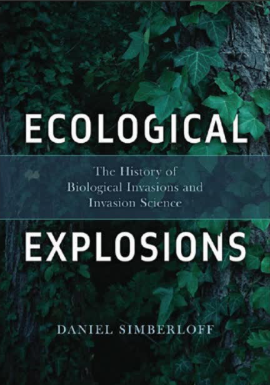 ECOLOGICAL
The History of
Biological Invasions and
Invasion Science
EXPLOSIONS
DANIEL SIMBERLOFF